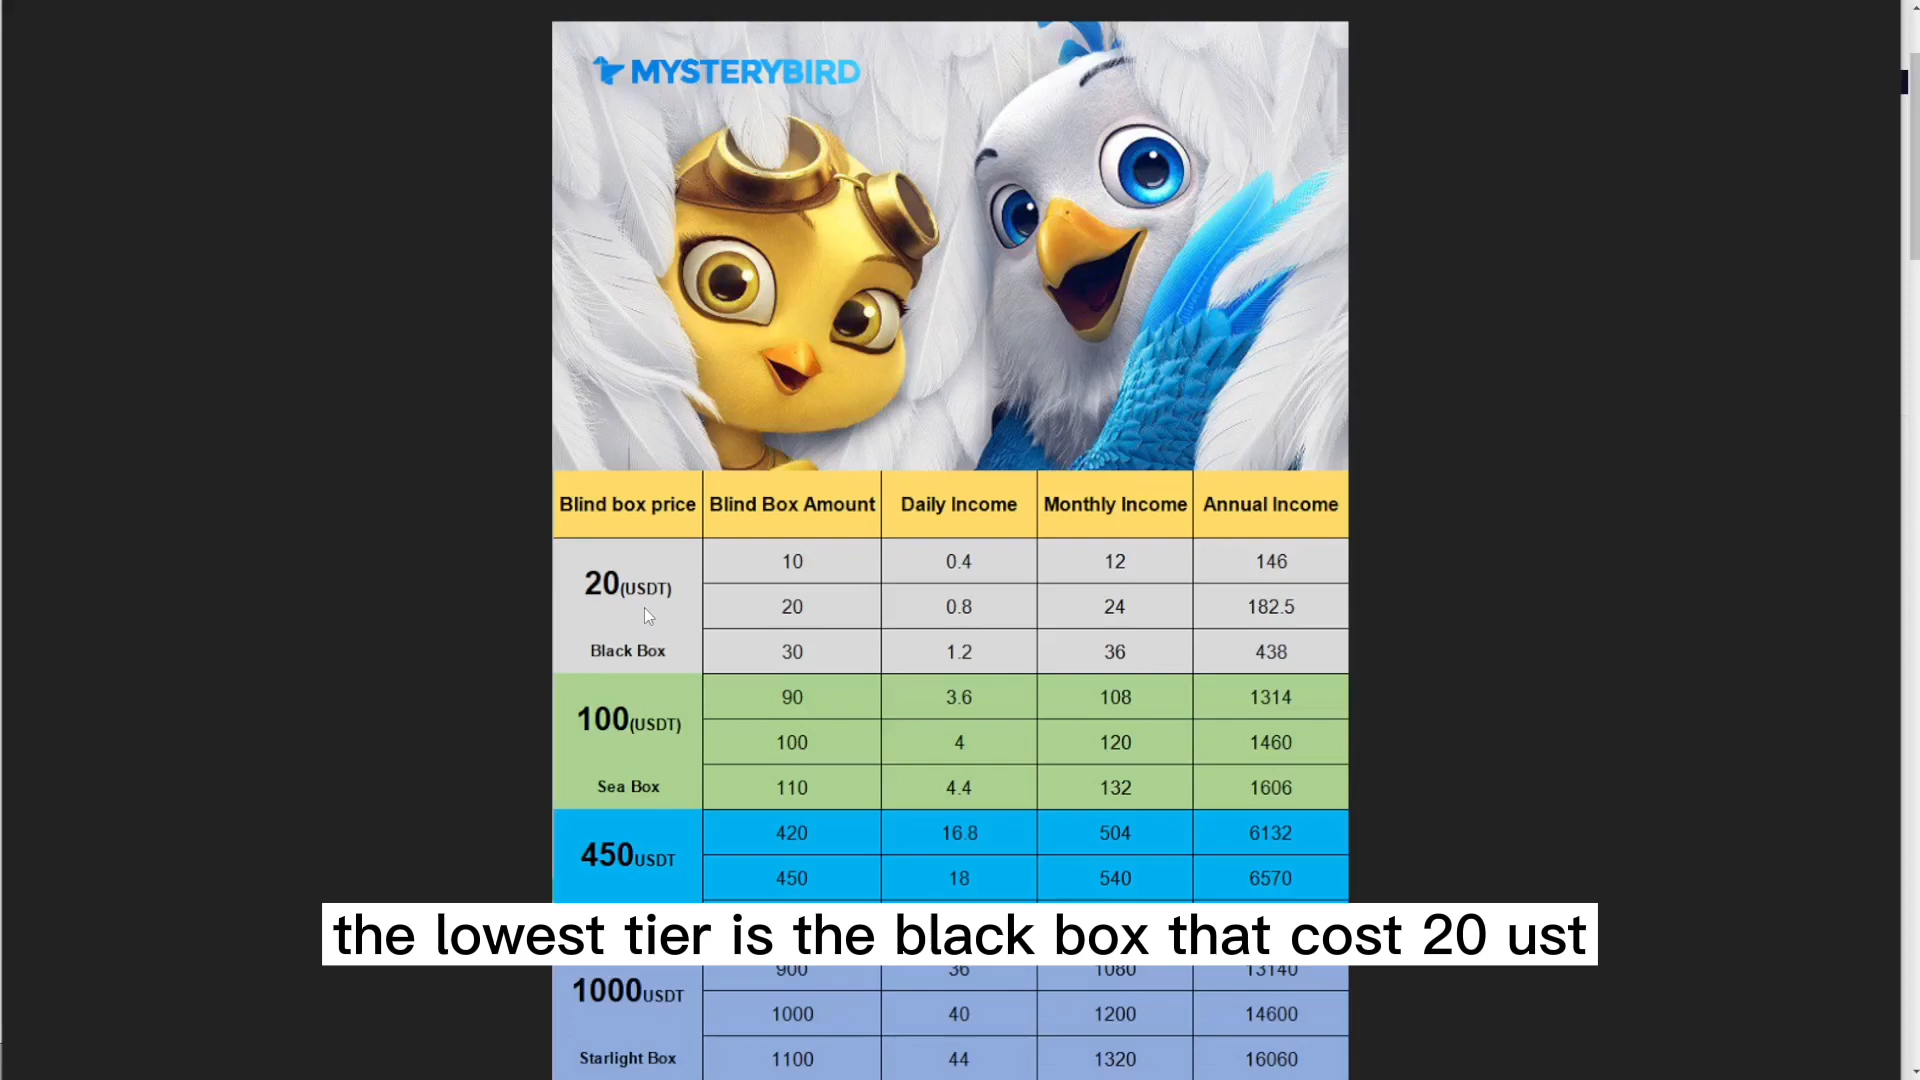 MYSTERYBIRD
Blind box price Blind Box Amount Daily Income Monthly Income Annual Income
20(USDT)
Black Box
10 0.4 12 146
20 0.8 24 182.5
30 1.2 36 438
100(USDT)
Sea Box
90 3.6 108 1314
100 4 120 1460
110 4.4 132 1606
450USDT
420 16.8 504 6132
450 18 540 6570
the lowest tier is the black box that cost 20 ust
1000USDT
Starlight Box
900 36 1080 13140
1000 40 1200 14600
1100 44 1320 16060